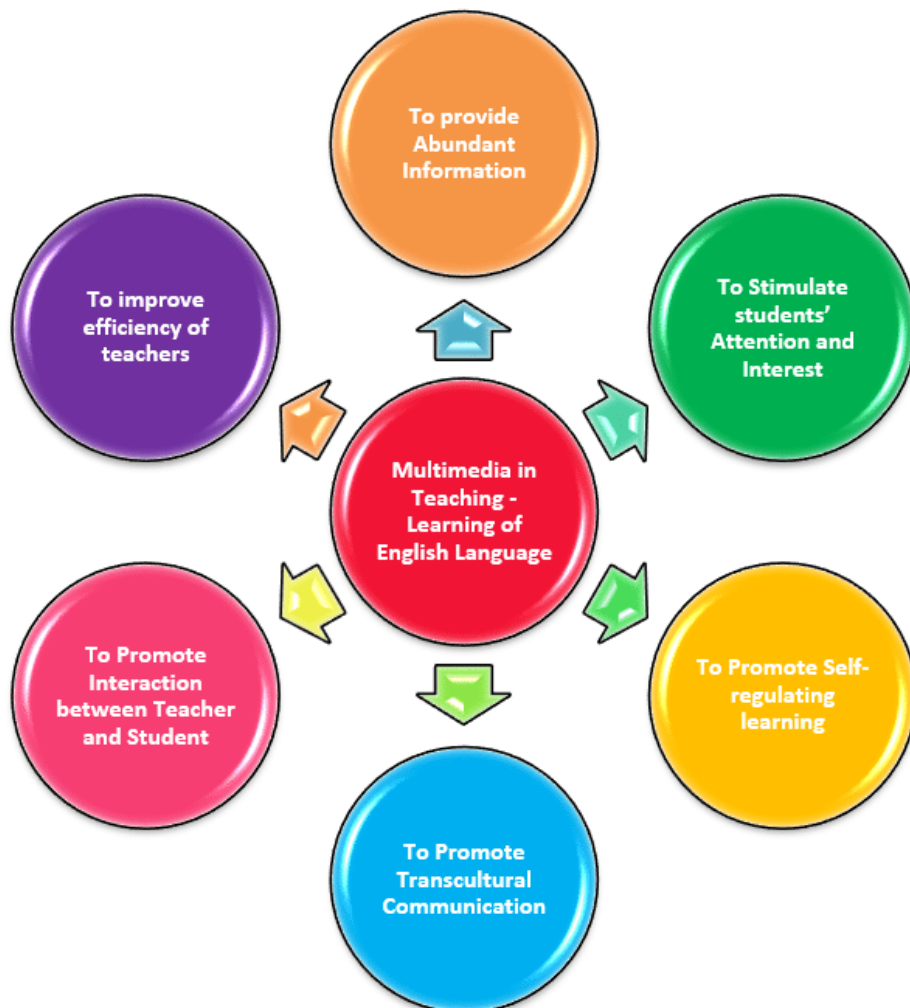 To provide
Abundant
Information
To Stimulate
students'
Attention and
Interest
To Promote Self-
regulating
learning
To Promote
Transcultural
Communication
To Promote
Interaction
between Teacher
and Student
To improve
efficiency of
teachers
Multimedia in
Teaching -
Learning of
English Language